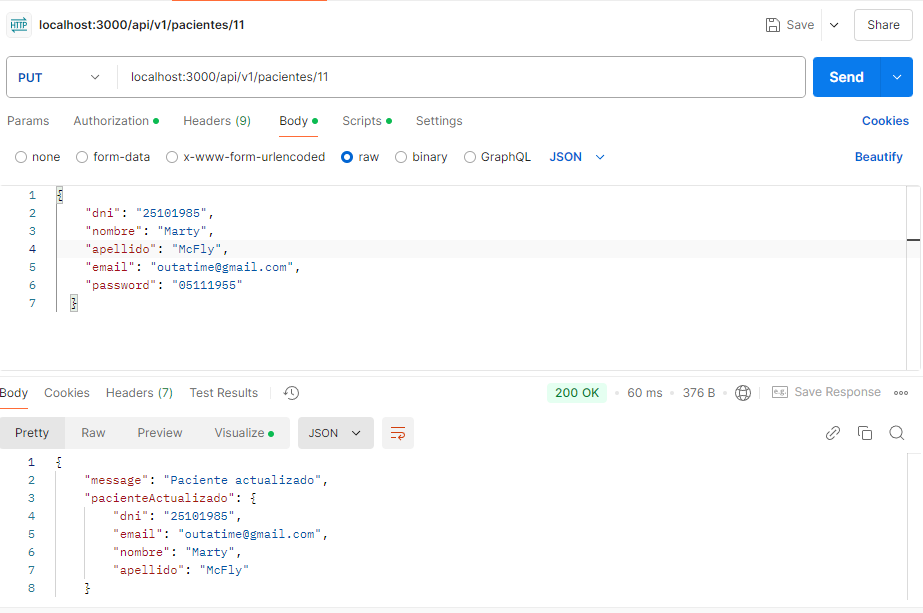 HTTP localhost:3000/api/v1/pacientes/11 Save Share
PUT localhost:3000/api/v1/pacientes/11 Send
Params Authorization Headers (9) Body Scripts Settings Cookies
none form-data x-www-form-urlencoded raw binary GraphQL JSON Beautify
1 {
2 "dni": "25101985",
3 "nombre": "Marty",
4 "apellido": "McFly",
5 "email": "outatime@gmail.com",
6 "password": "05111955"
7 }
Body Cookies Headers (7) Test Results 200 OK 60 ms 376 B e.g. Save Response
Pretty Raw Preview Visualize JSON
1 {
2 "message": "Paciente actualizado",
3 "pacienteActualizado": {
4 "dni": "25101985",
5 "email": "outatime@gmail.com",
6 "nombre": "Marty",
7 "apellido": "McFly"
8 }